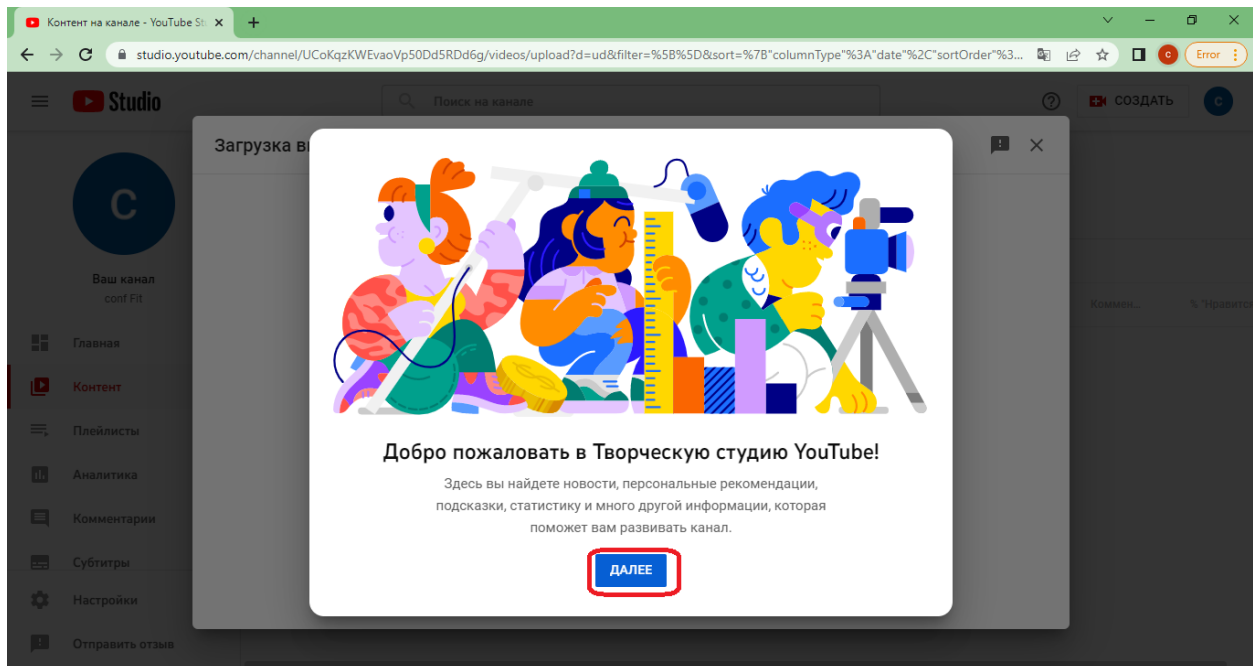 Контент на канале - YouTube St
studio.youtube.com/channel/UCoKqzKWEvaoVp50Dd5RDd6g/videos/upload?d=ud&filter=%5B%5D&sort=%7B"columnType"%3A"date"%2C"sortOrder"%3...
c
Error
Studio
Поиск на канале
СОЗДАТЬ
C
Загрузка ви
C
Ваш канал
conf Fit
Коммен...
% "Нравится
Главная
Контент
Плейлисты
Аналитика
Комментарии
Субтитры
Настройки
Отправить отзыв
Добро пожаловать в Творческую студию YouTube!
Здесь вы найдете новости, персональные рекомендации,
подсказки, статистику и много другой информации, которая
поможет вам развивать канал.
ДАЛЕЕ